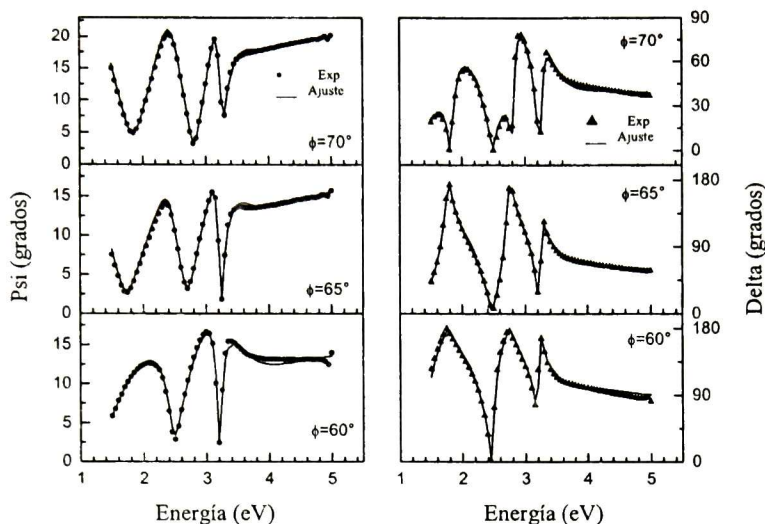 20
15
10
5
0
Exp
Ajuste
ϕ=70°
15
10
5
0
ϕ=65°
15
10
5
0
ϕ=60°
1 2 3 4 5
Psi (grados)
Energía (eV)
90
60
30
0
ϕ=70°
Exp
Ajuste
180
90
0
ϕ=65°
180
90
0
ϕ=60°
1 2 3 4 5
Delta (grados)
Energía (eV)